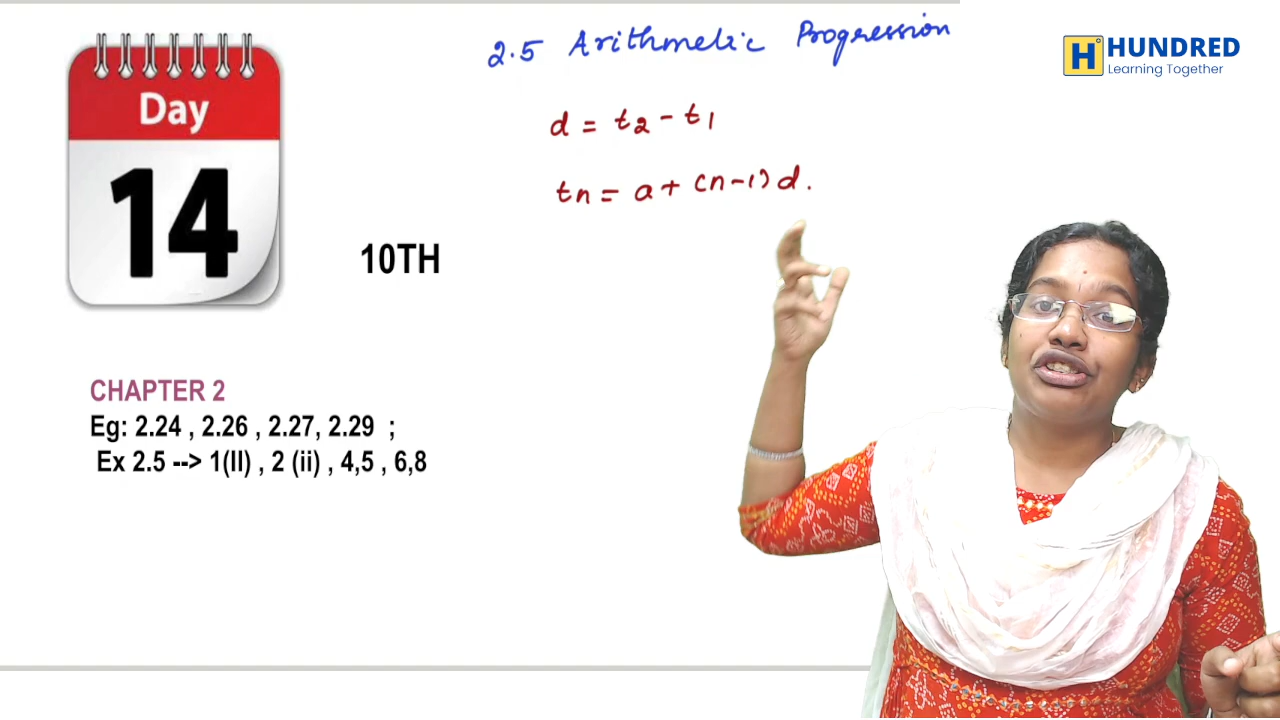 2.5 Arithmetic Progression
HUNDRED
Learning Together
Day
14
d = t2 - t1
tn = a + (n-1) d.
10TH
CHAPTER 2
Eg: 2.24 , 2.26 , 2.27, 2.29 ;
Ex 2.5 --> 1(II) , 2 (ii) , 4,5 , 6,8